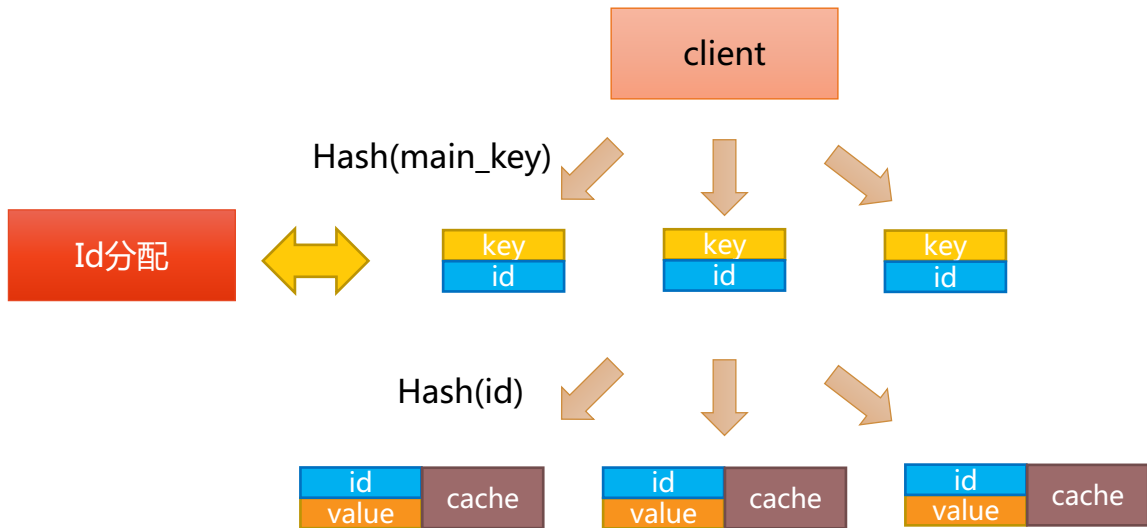 client
Hash(main_key)
Id分配
key
id
key
id
key
id
Hash(id)
id
value
cache
id
value
cache
id
value
cache